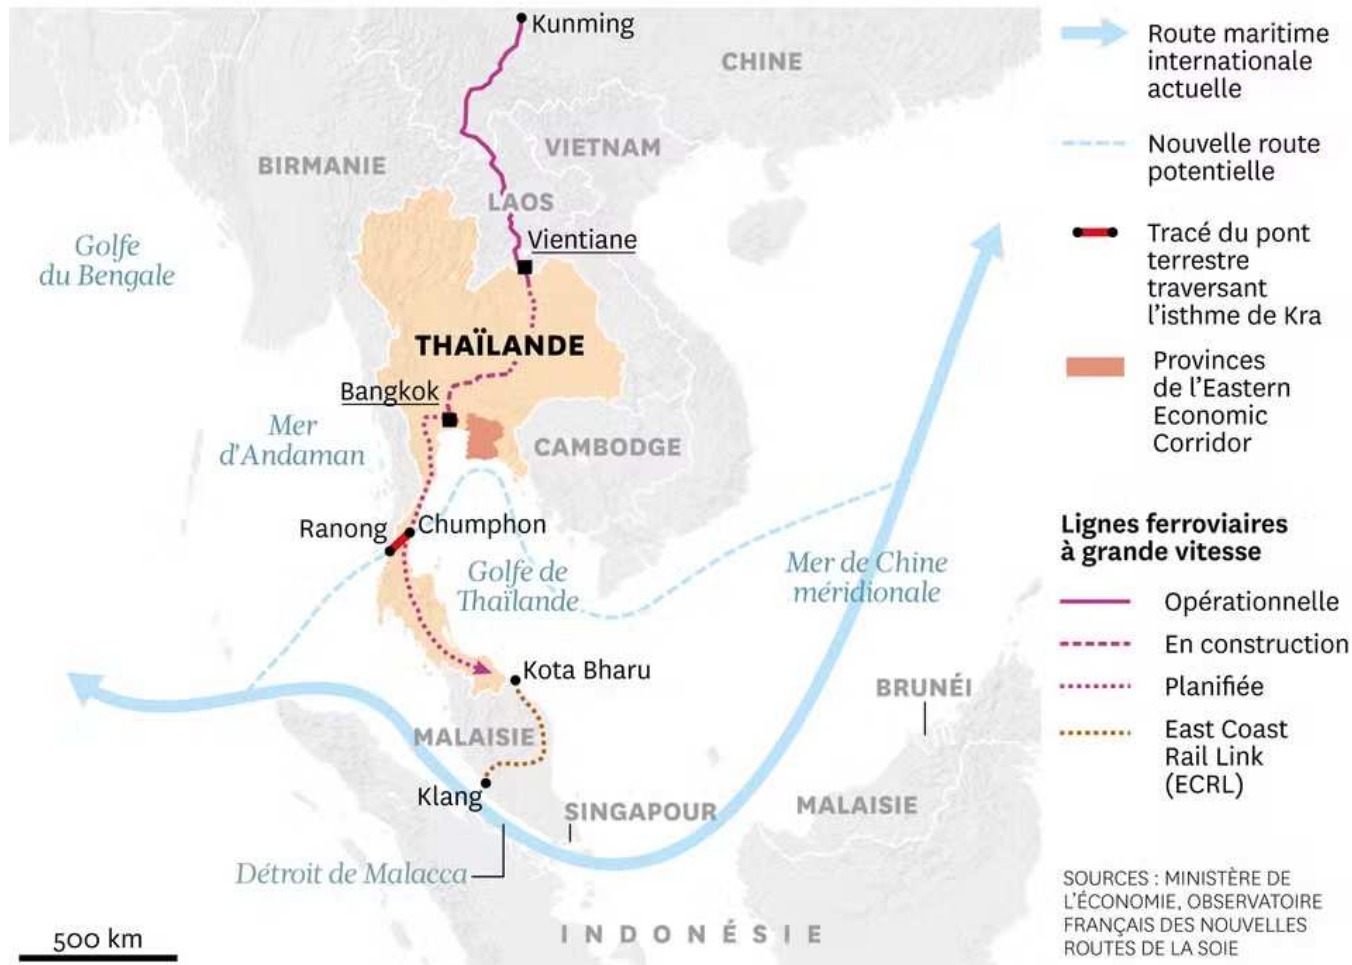 Kunming
CHINE
VIETNAM
BIRMANIE
LAOS
Golfe
du Bengale
Vientiane
THAÏLANDE
Bangkok
Mer
d'Andaman
CAMBODGE
Ranong
Chumphon
Golfe de
Thaïlande
Mer de Chine
méridionale
Kota Bharu
BRUNÉI
MALAISIE
Klang
SINGAPOUR
MALAISIE
Détroit de Malacca
INDONÉSIE
500 km
Route maritime
internationale
actuelle
Nouvelle route
potentielle
Tracé du pont
terrestre
traversant
l'isthme de Kra
Provinces
de l'Eastern
Economic
Corridor
Lignes ferroviaires
à grande vitesse
Opérationnelle
En construction
Planifiée
East Coast
Rail Link
(ECRL)
SOURCES : MINISTÈRE DE
L'ÉCONOMIE, OBSERVATOIRE
FRANÇAIS DES NOUVELLES
ROUTES DE LA SOIE